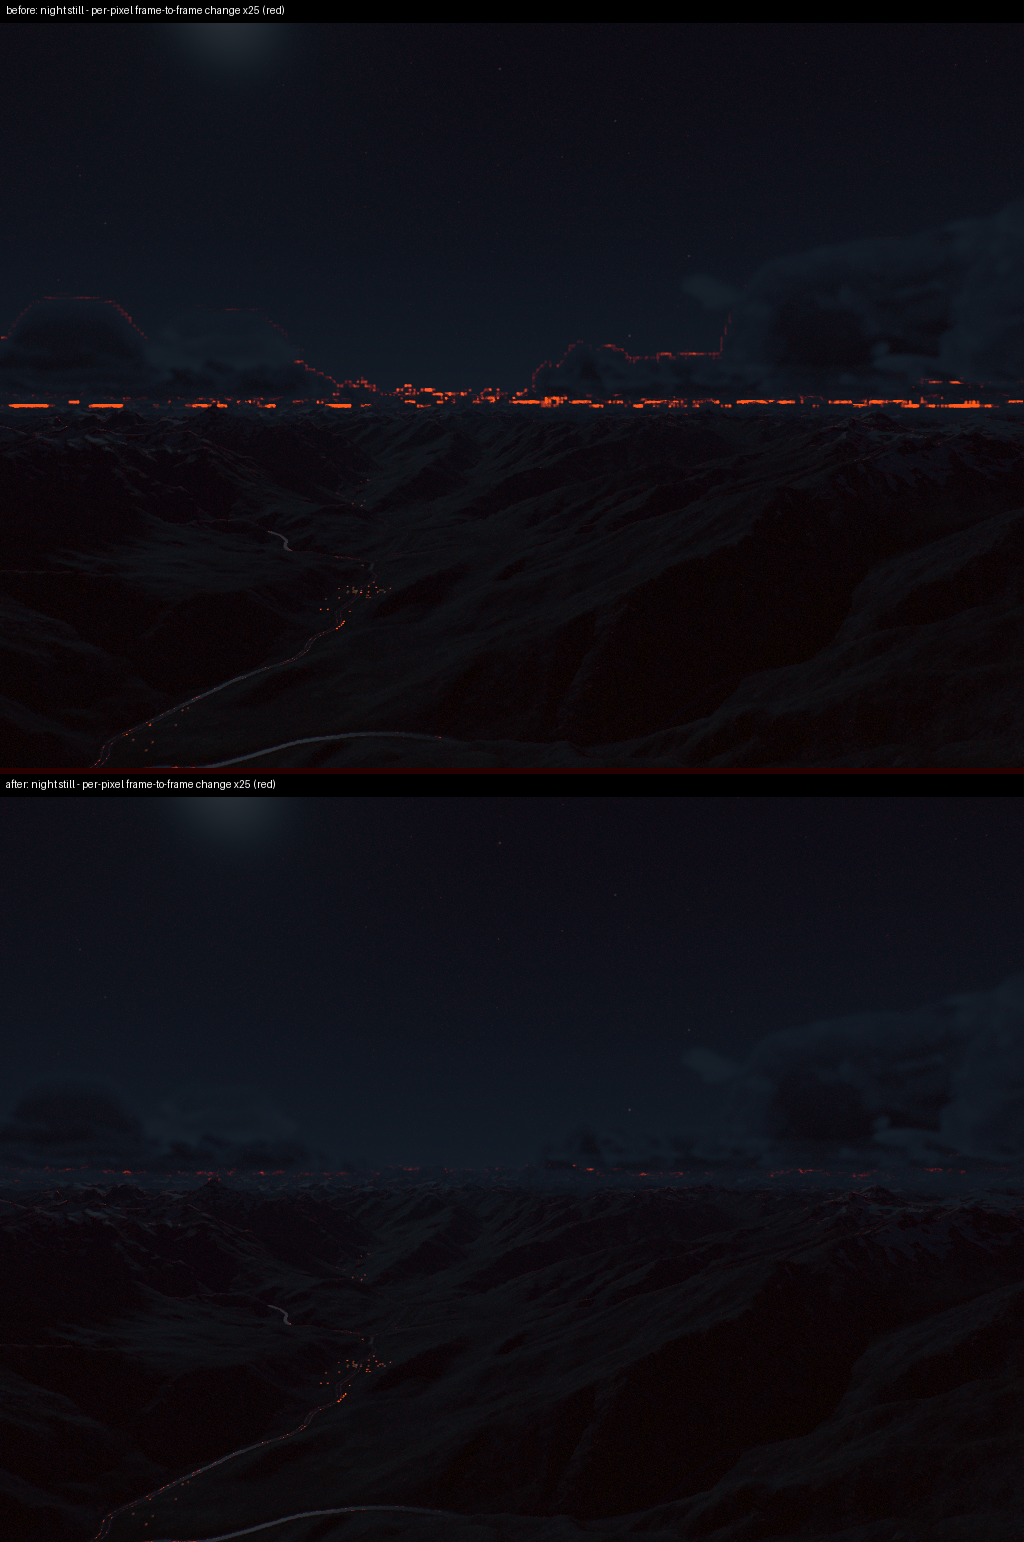 before: night still - per-pixel frame-to-frame change x25 (red)
after: night still - per-pixel frame-to-frame change x25 (red)